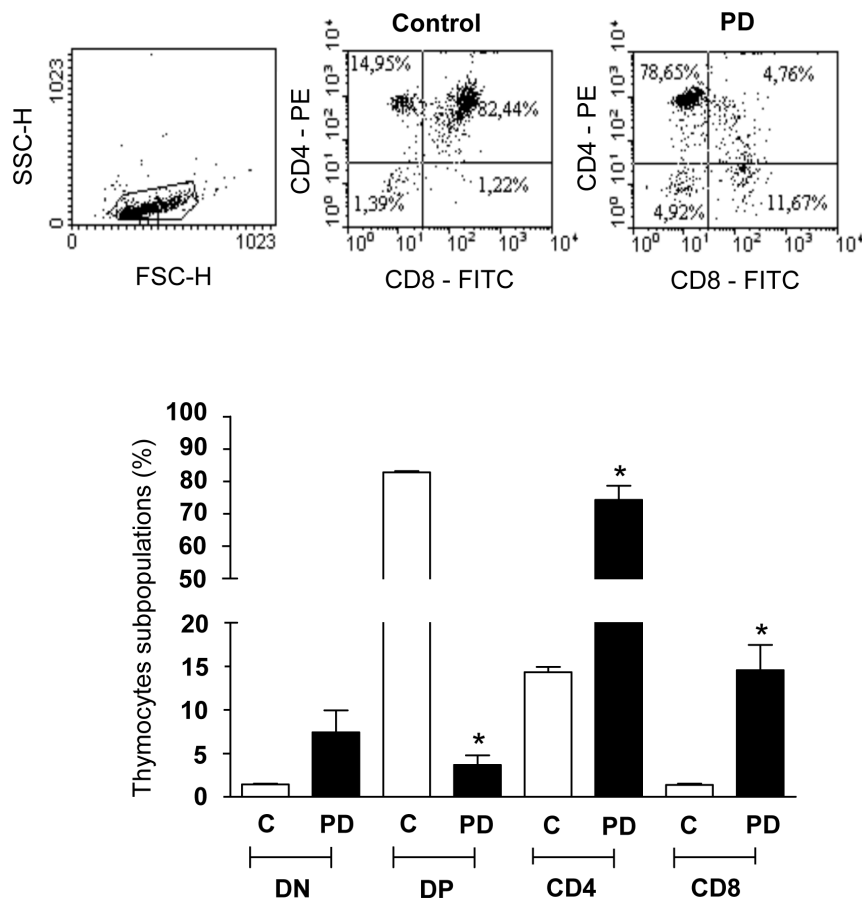 Control
PD
SSC-H
1023
0
0
1023
FSC-H
CD4 - PE
10⁴
10³
10²
10¹
10⁰
14,95%
82,44%
1,39%
1,22%
10⁰ 10¹ 10² 10³ 10⁴
CD8 - FITC
CD4 - PE
10⁴
10³
10²
10¹
10⁰
78,65%
4,76%
4,92%
11,67%
10⁰ 10¹ 10² 10³ 10⁴
CD8 - FITC
Thymocytes subpopulations (%)
100
90
80
70
60
50
20
15
10
5
0
*
*
*
C PD C PD C PD C PD
DN DP CD4 CD8